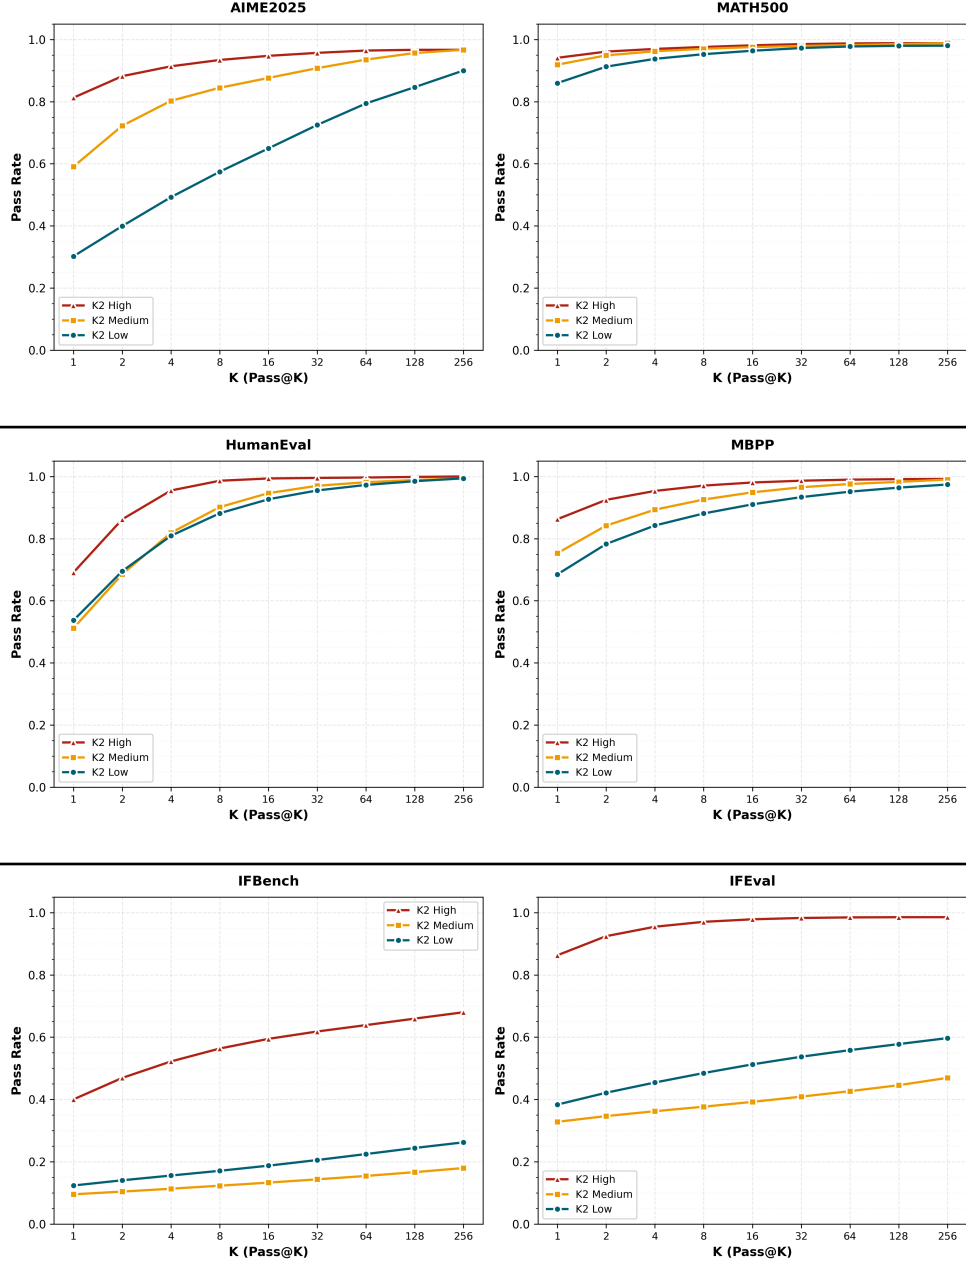 AIME2025
1.0
0.8
0.6
0.4
0.2
0.0
Pass Rate
K2 High
K2 Medium
K2 Low
1 2 4 8 16 32 64 128 256
K (Pass@K)
MATH500
1.0
0.8
0.6
0.4
0.2
0.0
Pass Rate
K2 High
K2 Medium
K2 Low
1 2 4 8 16 32 64 128 256
K (Pass@K)
HumanEval
1.0
0.8
0.6
0.4
0.2
0.0
Pass Rate
K2 High
K2 Medium
K2 Low
1 2 4 8 16 32 64 128 256
K (Pass@K)
MBPP
1.0
0.8
0.6
0.4
0.2
0.0
Pass Rate
K2 High
K2 Medium
K2 Low
1 2 4 8 16 32 64 128 256
K (Pass@K)
IFBench
1.0
0.8
0.6
0.4
0.2
0.0
Pass Rate
K2 High
K2 Medium
K2 Low
1 2 4 8 16 32 64 128 256
K (Pass@K)
IFEval
1.0
0.8
0.6
0.4
0.2
0.0
Pass Rate
K2 High
K2 Medium
K2 Low
1 2 4 8 16 32 64 128 256
K (Pass@K)